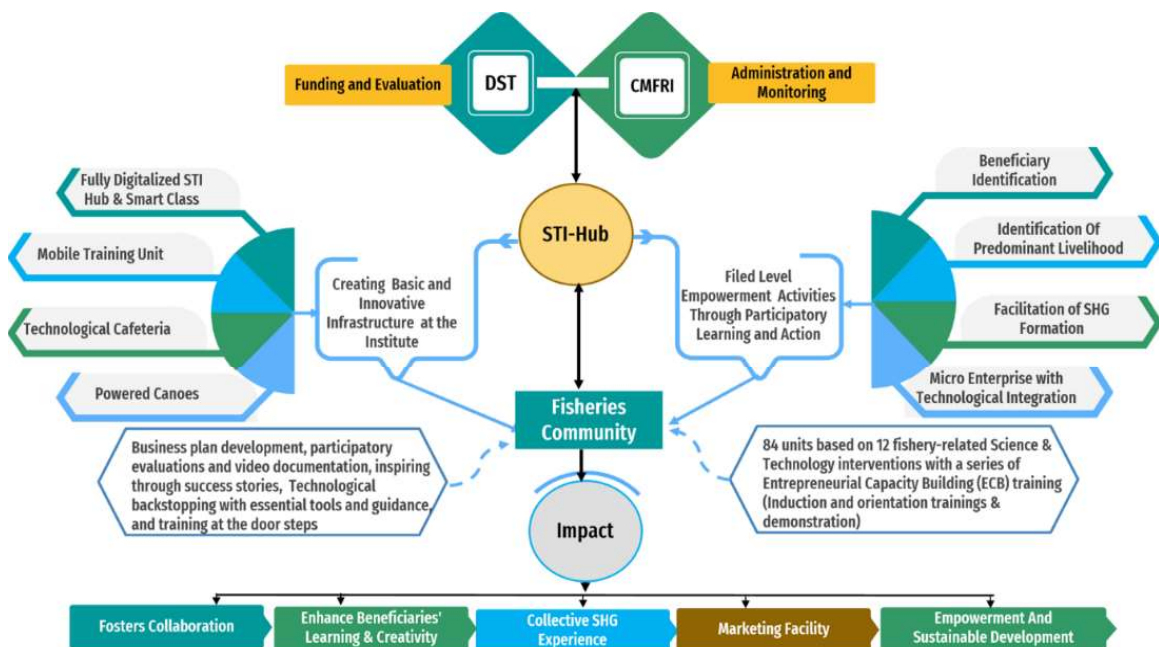 DST
CMFRI
Funding and Evaluation
Administration and
Monitoring
Fully Digitalized STI
Hub & Smart Class
Mobile Training Unit
Technological Cafeteria
Powered Canoes
Creating Basic and
Innovative
Infrastructure at the
Institute
STI-Hub
Filed Level
Empowerment Activities
Through Participatory
Learning and Action
Beneficiary
Identification
Identification Of
Predominant Livelihood
Facilitation of SHG
Formation
Micro Enterprise with
Technological Integration
Fisheries
Community
Business plan development, participatory
evaluations and video documentation, inspiring
through success stories, Technological
backstopping with essential tools and guidance,
and training at the door steps
84 units based on 12 fishery-related Science &
Technology interventions with a series of
Entrepreneurial Capacity Building (ECB) training
(Induction and orientation trainings &
demonstration)
Impact
Fosters Collaboration
Enhance Beneficiaries'
Learning & Creativity
Collective SHG
Experience
Marketing Facility
Empowerment And
Sustainable Development